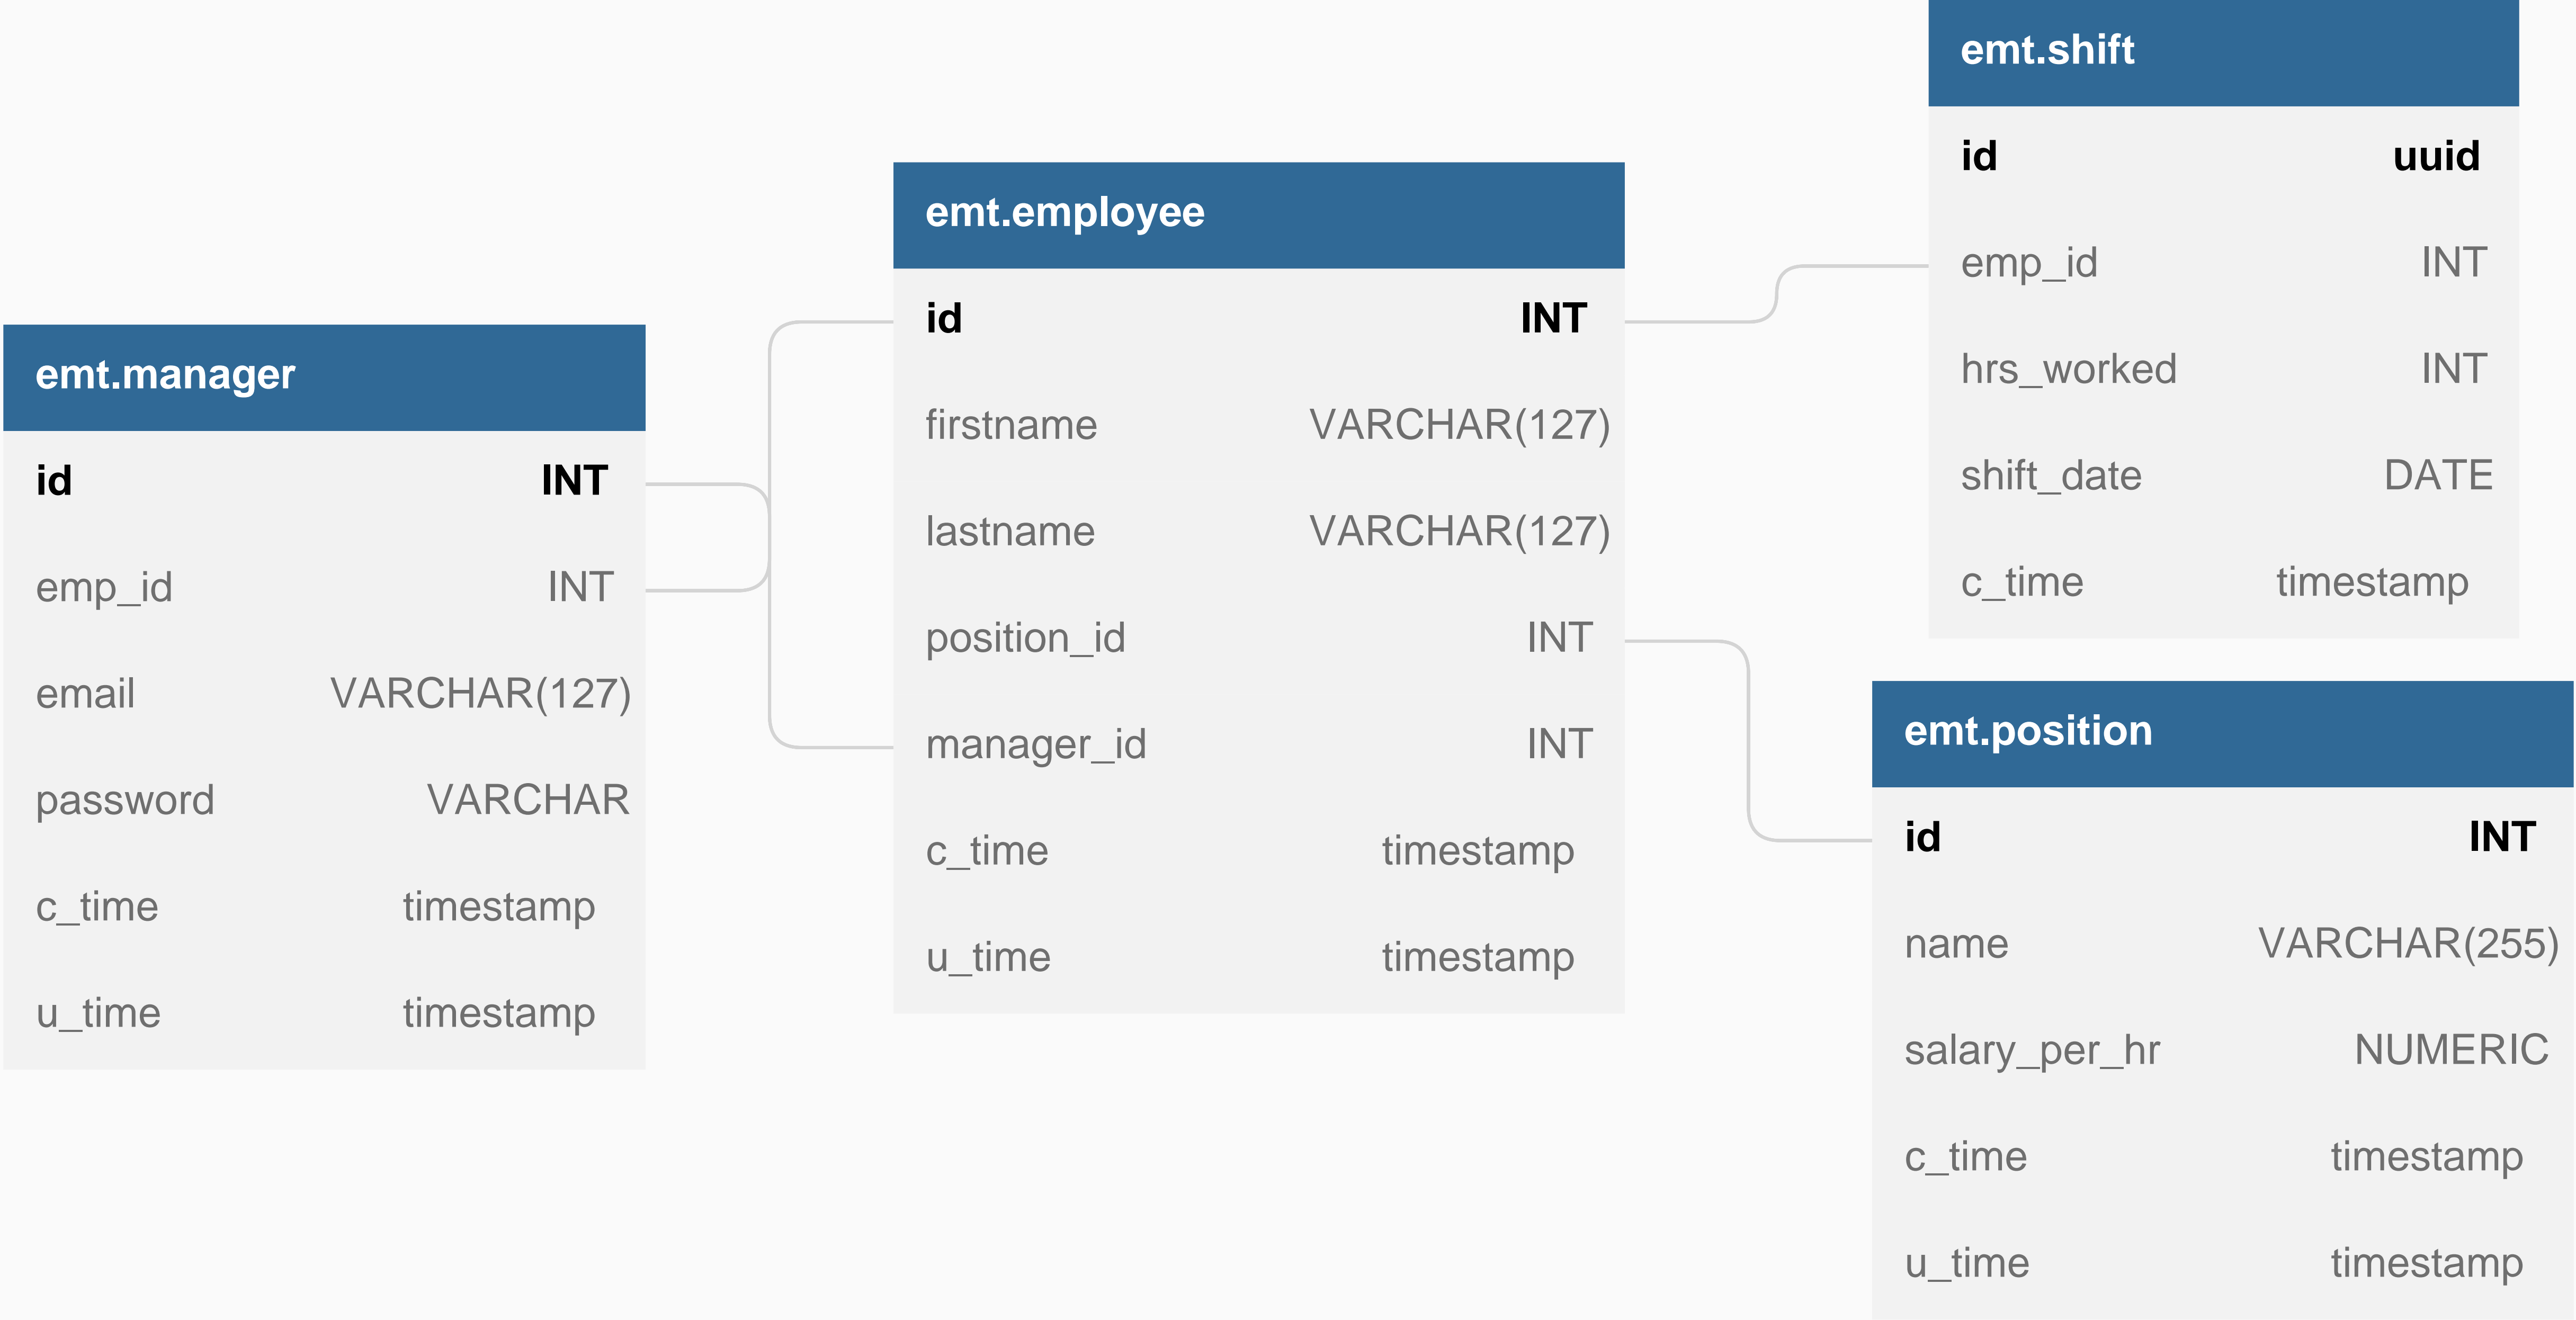 emt.manager
id INT
emp_id INT
email VARCHAR(127)
password VARCHAR
c_time timestamp
u_time timestamp
emt.employee
id INT
firstname VARCHAR(127)
lastname VARCHAR(127)
position_id INT
manager_id INT
c_time timestamp
u_time timestamp
emt.shift
id uuid
emp_id INT
hrs_worked INT
shift_date DATE
c_time timestamp
emt.position
id INT
name VARCHAR(255)
salary_per_hr NUMERIC
c_time timestamp
u_time timestamp